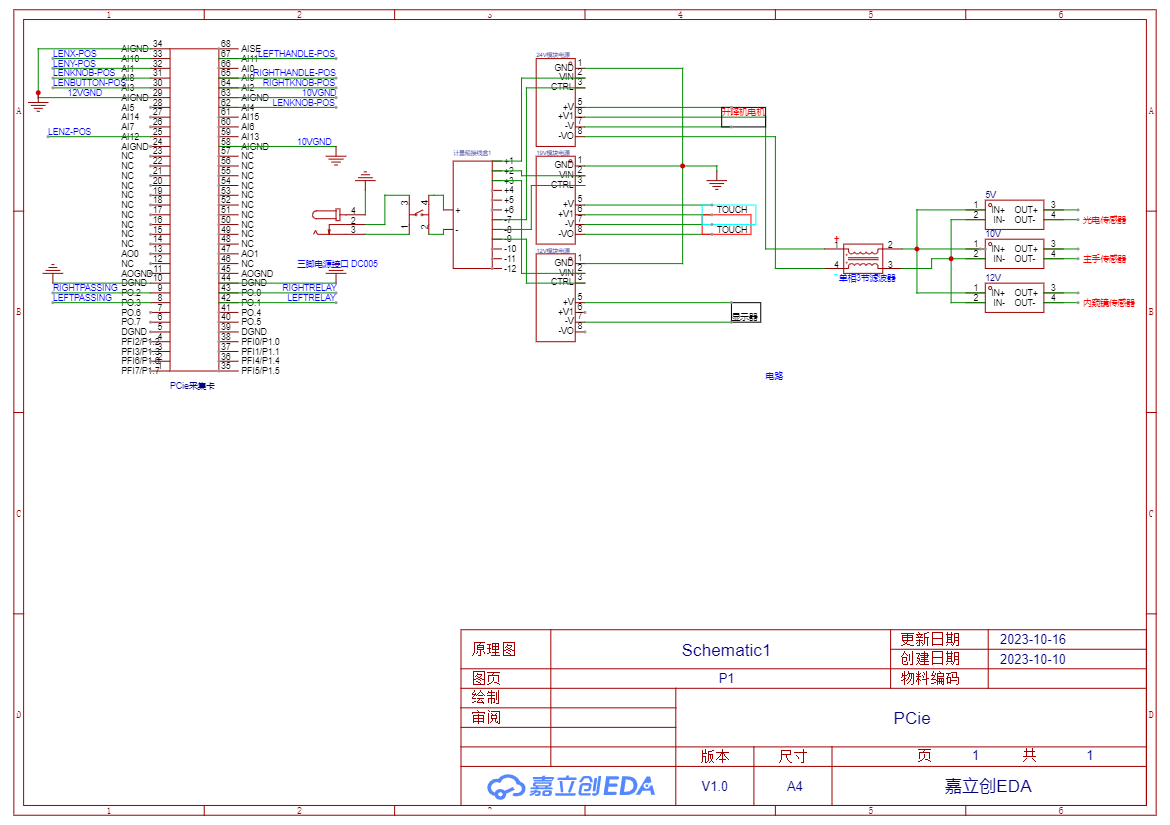 1 2 3 4 5 6
A
B
C
D
34 AIGND
33 AI10
32 AI1
31 AI8
30 AI3
29 AIGND
28 AI5
27 AI14
26 AI7
25 AI12
24 AIGND
23 NC
22 NC
21 NC
20 NC
19 NC
18 NC
17 NC
16 NC
15 NC
14 NC
13 AO0
12 NC
11 AOGND
10 DGND
9 PO.2
8 PO.3
7 PO.6
6 PO.7
5 DGND
4 PFI2/P1.2
3 PFI3/P1.3
2 PFI6/P1.6
1 PFI7/P1.7
68 AISE
67 AI11
66 AI0
65 AI9
64 AI2
63 AIGND
62 AI4
61 AI15
60 AI6
59 AI13
58 AIGND
57 NC
56 NC
55 NC
54 NC
53 NC
52 NC
51 NC
50 NC
49 NC
48 NC
47 AO1
46 NC
45 AOGND
44 DGND
43 PO.0
42 PO.1
41 PO.4
40 PO.5
39 DGND
38 PFI0/P1.0
37 PFI1/P1.1
36 PFI4/P1.4
35 PFI5/P1.5
PCie采集卡
LENX-POS
LENY-POS
LENKNOB-POS
LENBUTTON-POS
12VGND
LENZ-POS
RIGHTPASSING
LEFTPASSING
LEFTHANDLE-POS
RIGHTHANDLE-POS
RIGHTKNOB-POS
10VGND
LENKNOB-POS
10VGND
RIGHTRELAY
LEFTRELAY
4
2
3
三脚电源接口 DC005
3 4
1 2
+
-
+1
+2
+3
+4
+5
+6
-7
-8
-9
-10
-11
-12
24V模块电源
GND 1
VIN 2
CTRL 3
+V 5
+V1 6
-V 7
-VO 8
升降机电机
19V模块电源
GND 1
VIN 2
CTRL 3
+V 5
+V1 6
-V 7
-VO 8
TOUCH
TOUCH
12V模块电源
GND 1
VIN 2
CTRL 3
+V 5
+V1 6
-V 7
-VO 8
显示器
1 2
4 3
单相3节滤波器
5V
1 IN+ OUT+ 3
2 IN- OUT- 4
光电传感器
10V
1 IN+ OUT+ 3
2 IN- OUT- 4
主手传感器
12V
1 IN+ OUT+ 3
2 IN- OUT- 4
内窥镜传感器
电路
原理图 Schematic1 更新日期 2023-10-16
创建日期 2023-10-10
图页 P1 物料编码
绘制
审阅
PCie
版本 尺寸 页 1 共 1
嘉立创EDA V1.0 A4 嘉立创EDA